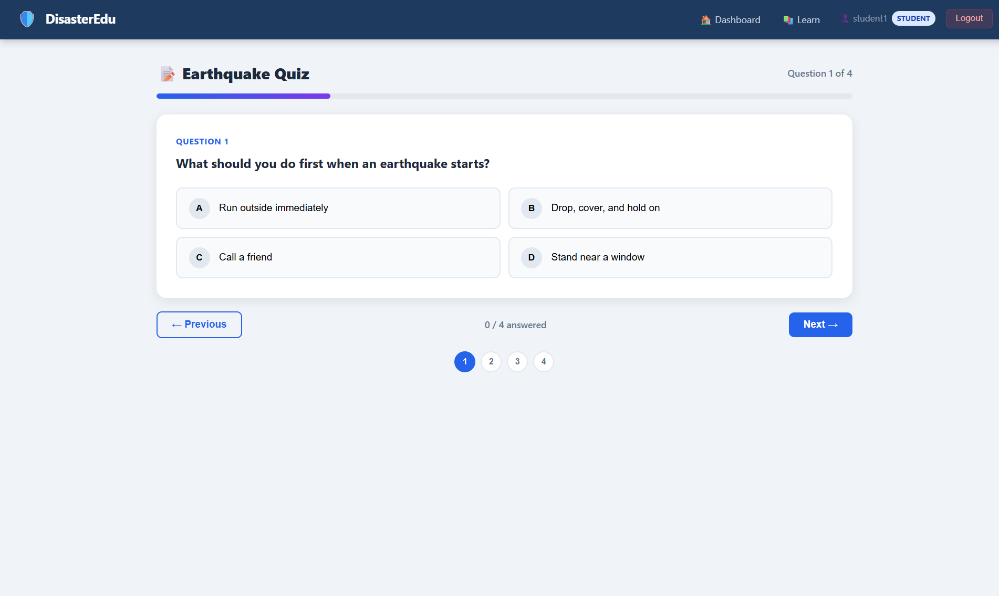 DisasterEdu
Dashboard
Learn
student1
STUDENT
Logout
Earthquake Quiz
Question 1 of 4
QUESTION 1
What should you do first when an earthquake starts?
A Run outside immediately
B Drop, cover, and hold on
C Call a friend
D Stand near a window
← Previous
0 / 4 answered
Next →
1 2 3 4